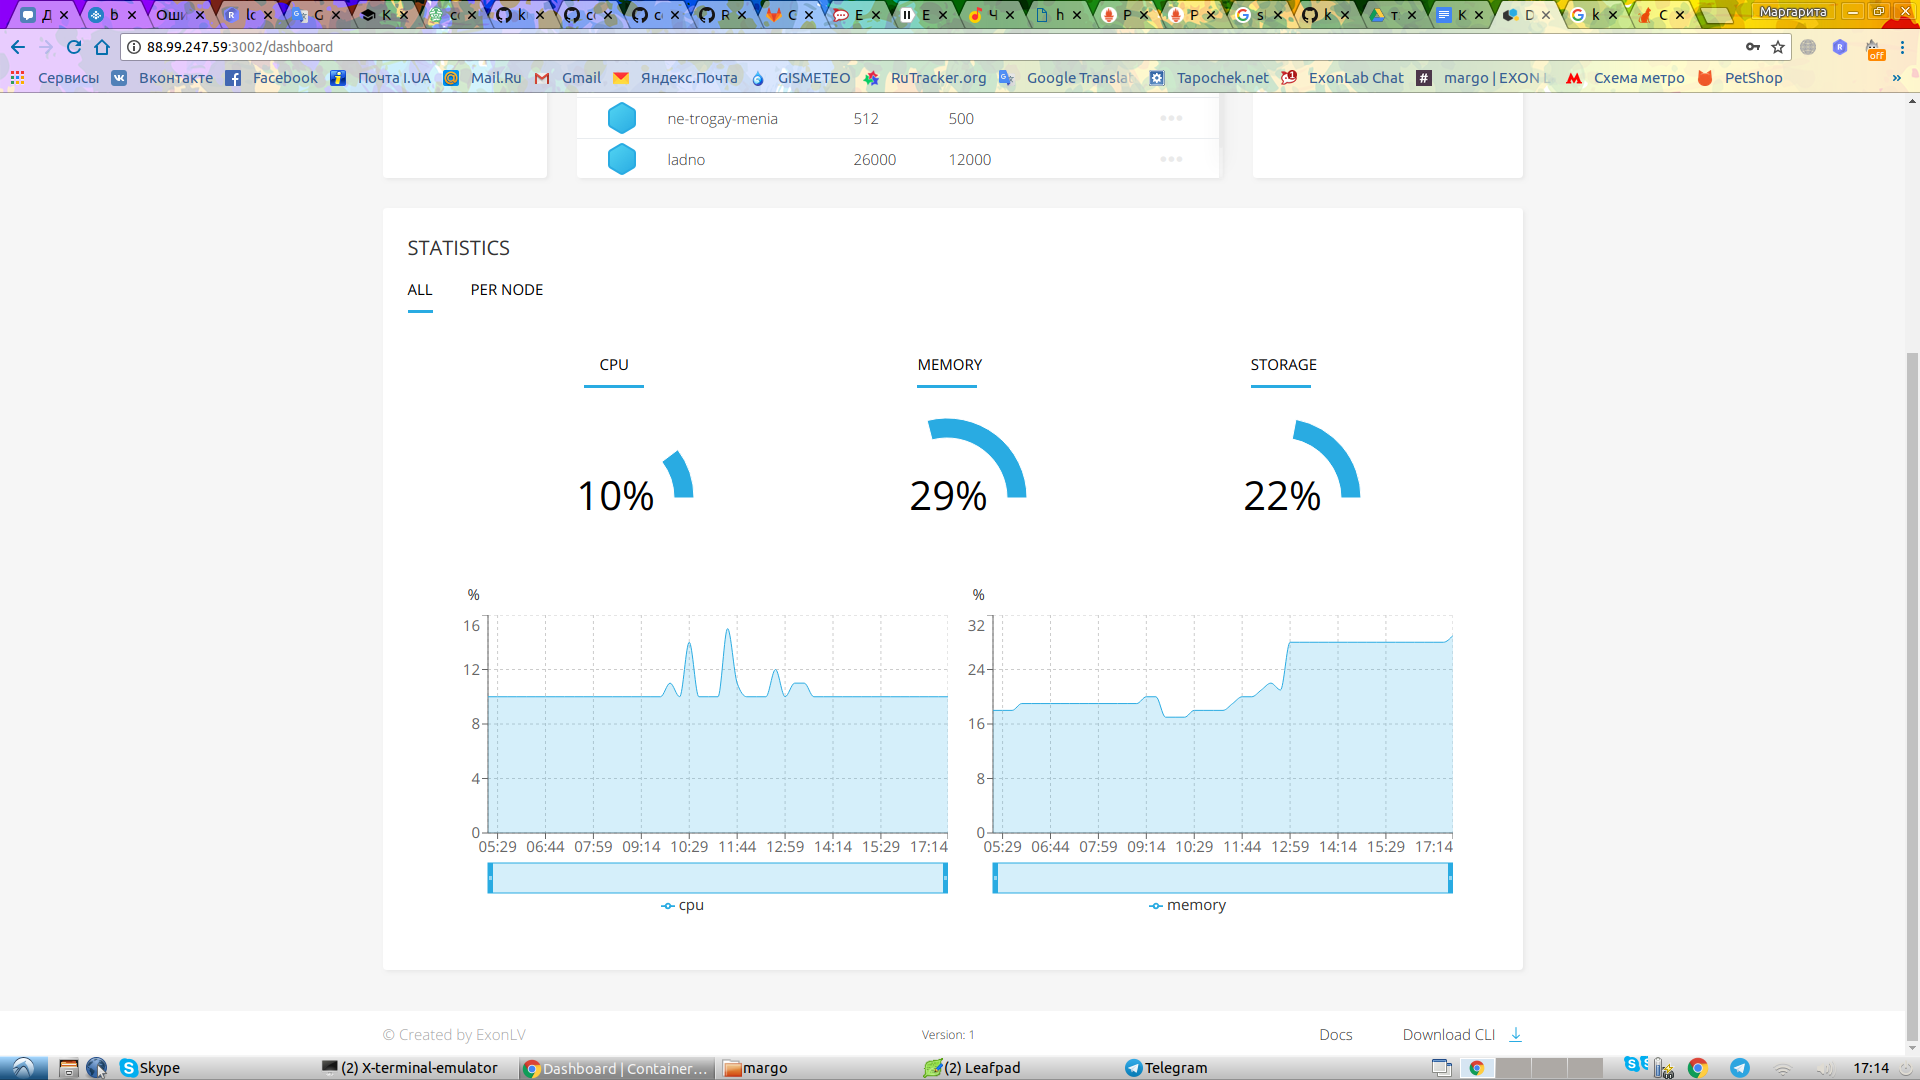 Д b Оши lc G K co k co co R C E E Ч h P P s k т K D k C Маргарита
88.99.247.59:3002/dashboard off
Сервисы Вконтакте Facebook Почта I.UA Mail.Ru Gmail Яндекс.Почта GISMETEO RuTracker.org Google Translat Tapochek.net ExonLab Chat margo | EXON Схема метро PetShop »
ne-trogay-menia 512 500
ladno 26000 12000
STATISTICS
ALL PER NODE
CPU MEMORY STORAGE
10% 29% 22%
% %
16 32
12 24
8 16
4 8
0 0
05:29 06:44 07:59 09:14 10:29 11:44 12:59 14:14 15:29 17:14 05:29 06:44 07:59 09:14 10:29 11:44 12:59 14:14 15:29 17:14
cpu memory
© Created by ExonLV Version: 1 Docs Download CLI
Skype (2) X-terminal-emulator Dashboard | Container... margo (2) Leafpad Telegram 17:14